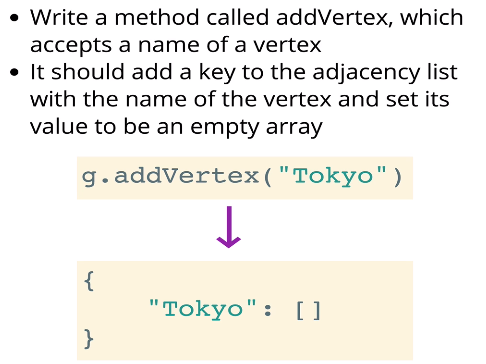 • Write a method called addVertex, which
accepts a name of a vertex
• It should add a key to the adjacency list
with the name of the vertex and set its
value to be an empty array
g.addVertex("Tokyo")
{
"Tokyo": []
}